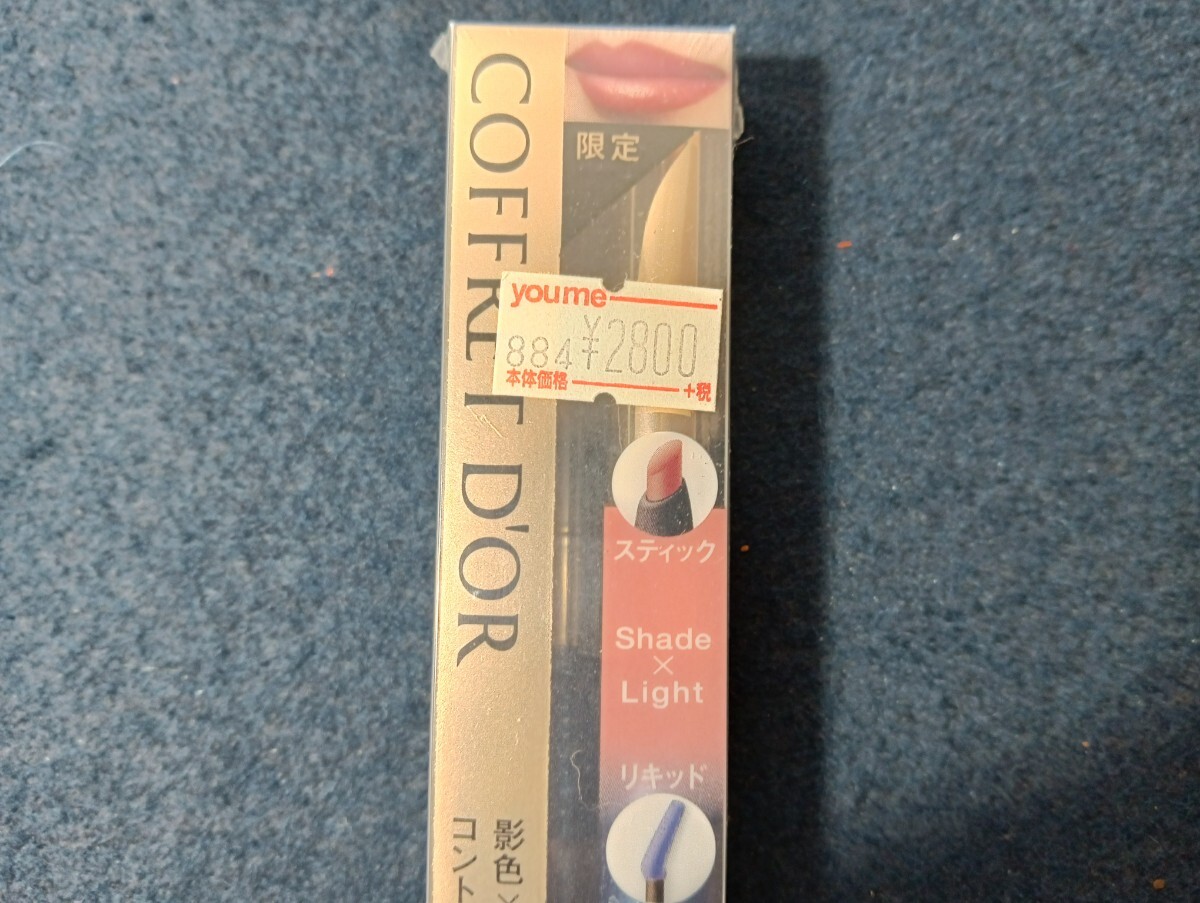 COFFRET D'OR
限定
youme
884 ¥2800
本体価格 +税
スティック
Shade
×
Light
リキッド
影色×
コント